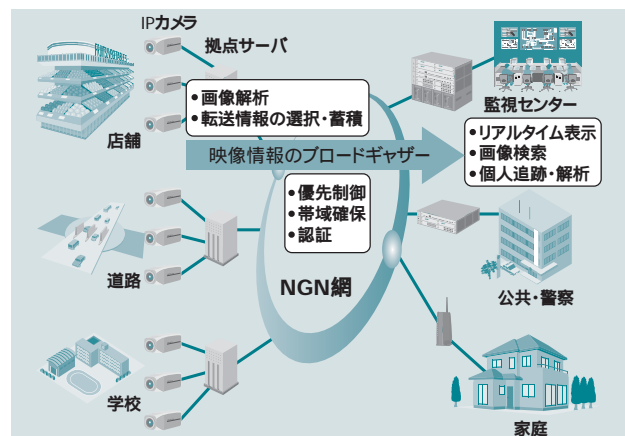 IPカメラ
拠点サーバ
店舗
•画像解析
•転送情報の選択・蓄積
監視センター
映像情報のブロードギャザー
•リアルタイム表示
•画像検索
•個人追跡・解析
•優先制御
•帯域確保
•認証
道路
NGN網
公共・警察
学校
家庭